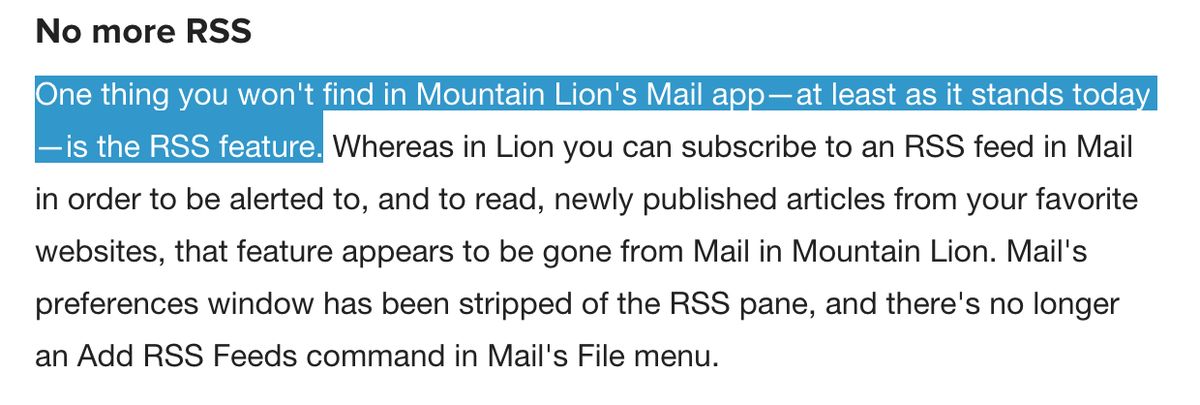 No more RSS
One thing you won't find in Mountain Lion's Mail app—at least as it stands today
—is the RSS feature. Whereas in Lion you can subscribe to an RSS feed in Mail
in order to be alerted to, and to read, newly published articles from your favorite
websites, that feature appears to be gone from Mail in Mountain Lion. Mail's
preferences window has been stripped of the RSS pane, and there's no longer
an Add RSS Feeds command in Mail's File menu.